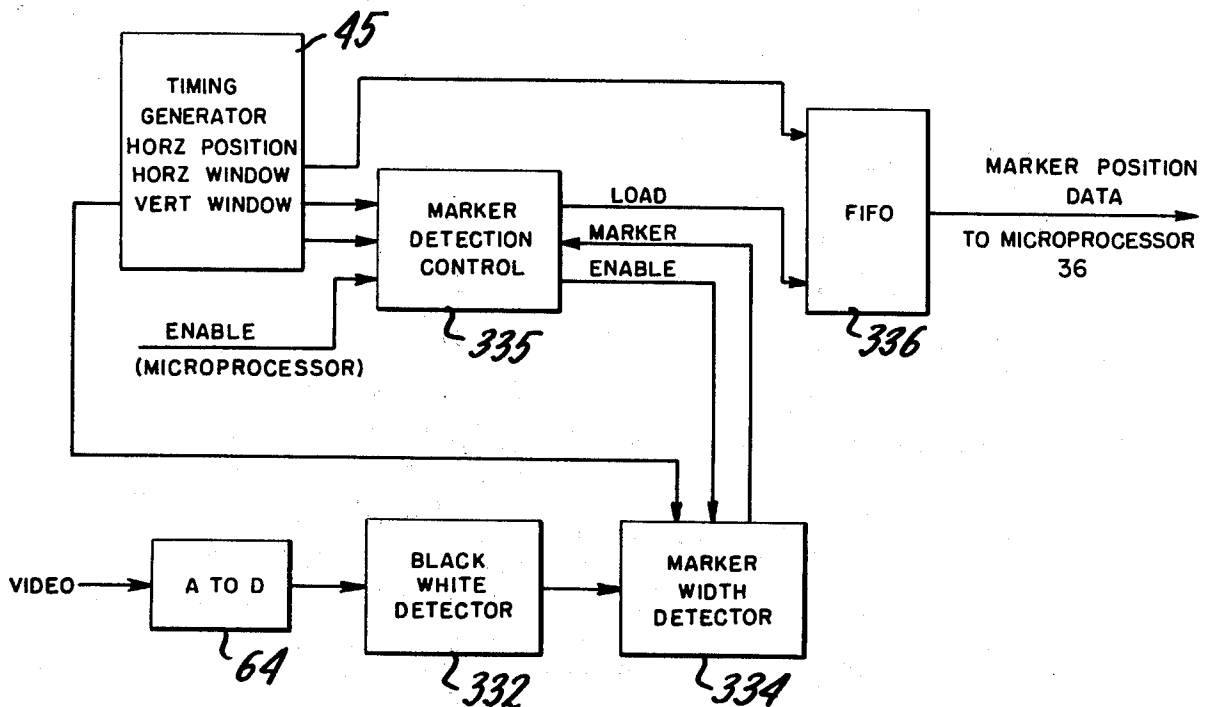 45
TIMING
GENERATOR
HORZ POSITION
HORZ WINDOW
VERT WINDOW
MARKER
DETECTION
CONTROL
335
LOAD
MARKER
ENABLE
FIFO
336
MARKER POSITION
DATA
TO MICROPROCESSOR
36
ENABLE
(MICROPROCESSOR)
VIDEO
A TO D
64
BLACK
WHITE
DETECTOR
332
MARKER
WIDTH
DETECTOR
334